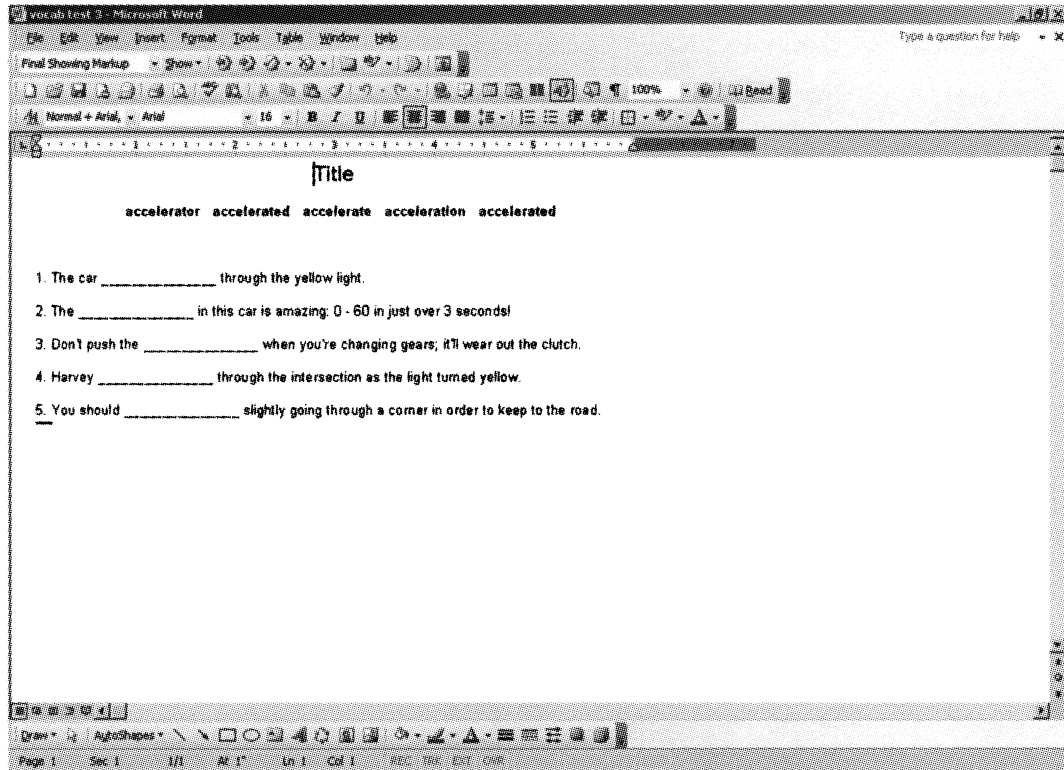 vocab test 3 - Microsoft Word
File Edit View Insert Format Tools Table Window Help Type a question for help
Final Showing Markup Show
100% Read
Normal + Arial, Arial 16 B I U
1 2 3 4 5 7
Title
accelerator accelerated accelerate acceleration accelerated
1. The car ______________ through the yellow light.
2. The ______________ in this car is amazing: 0 - 60 in just over 3 seconds!
3. Don't push the ______________ when you're changing gears; it'll wear out the clutch.
4. Harvey ______________ through the intersection as the light turned yellow.
5. You should ______________ slightly going through a corner in order to keep to the road.
Draw AutoShapes
Page 1 Sec 1 1/1 At 1" Ln 1 Col 1 REC TRK EXT OVR